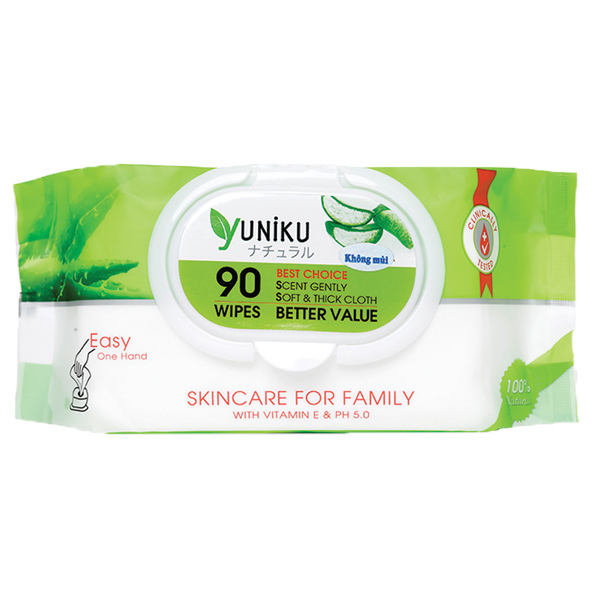 YUNiKU
ナチュラル
Không mùi
90
WIPES
BEST CHOICE
SCENT GENTLY
SOFT & THICK CLOTH
BETTER VALUE
CLINICALLY
TESTED
Easy
One Hand
SKINCARE FOR FAMILY
WITH VITAMIN E & PH 5.0
100%